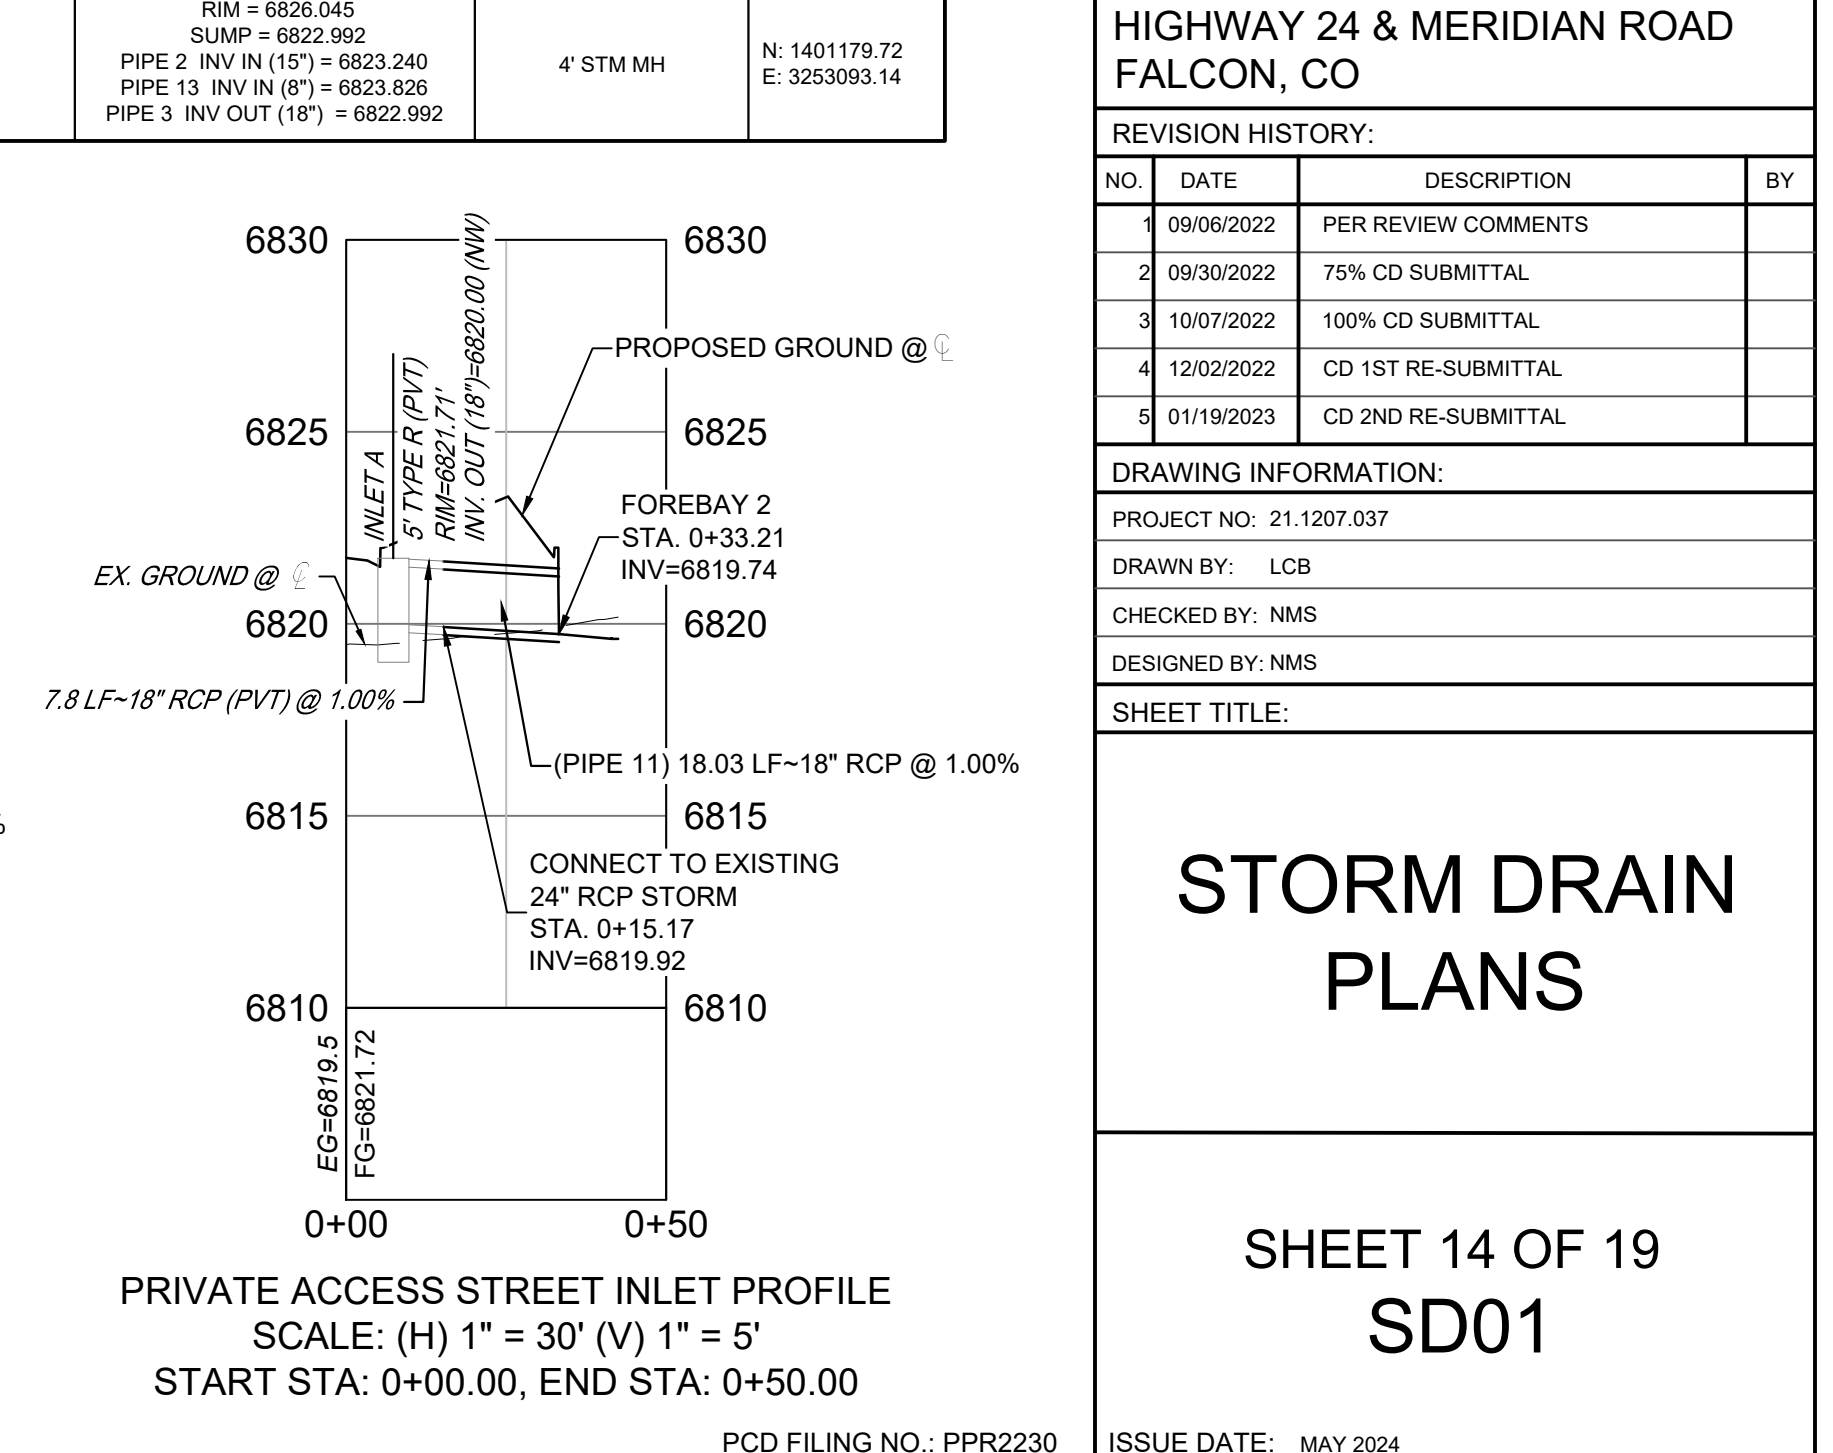 RIM = 6826.045
SUMP = 6822.992
PIPE 2 INV IN (15") = 6823.240
PIPE 13 INV IN (8") = 6823.826
PIPE 3 INV OUT (18") = 6822.992
4' STM MH
N: 1401179.72
E: 3253093.14
6830
6830
6825
6825
6820
6820
6815
6815
6810
6810
INLET A
5' TYPE R (PVT)
RIM=6821.71'
INV. OUT (18")=6820.00 (NW)
PROPOSED GROUND @ ℄
FOREBAY 2
STA. 0+33.21
INV=6819.74
EX. GROUND @ ℄
7.8 LF~18" RCP (PVT) @ 1.00%
(PIPE 11) 18.03 LF~18" RCP @ 1.00%
%
CONNECT TO EXISTING
24" RCP STORM
STA. 0+15.17
INV=6819.92
EG=6819.5
FG=6821.72
0+00
0+50
PRIVATE ACCESS STREET INLET PROFILE
SCALE: (H) 1" = 30' (V) 1" = 5'
START STA: 0+00.00, END STA: 0+50.00
PCD FILING NO.: PPR2230
HIGHWAY 24 & MERIDIAN ROAD
FALCON, CO
REVISION HISTORY:
NO. DATE DESCRIPTION BY
1 09/06/2022 PER REVIEW COMMENTS
2 09/30/2022 75% CD SUBMITTAL
3 10/07/2022 100% CD SUBMITTAL
4 12/02/2022 CD 1ST RE-SUBMITTAL
5 01/19/2023 CD 2ND RE-SUBMITTAL
DRAWING INFORMATION:
PROJECT NO: 21.1207.037
DRAWN BY: LCB
CHECKED BY: NMS
DESIGNED BY: NMS
SHEET TITLE:
STORM DRAIN
PLANS
SHEET 14 OF 19
SD01
ISSUE DATE: MAY 2024